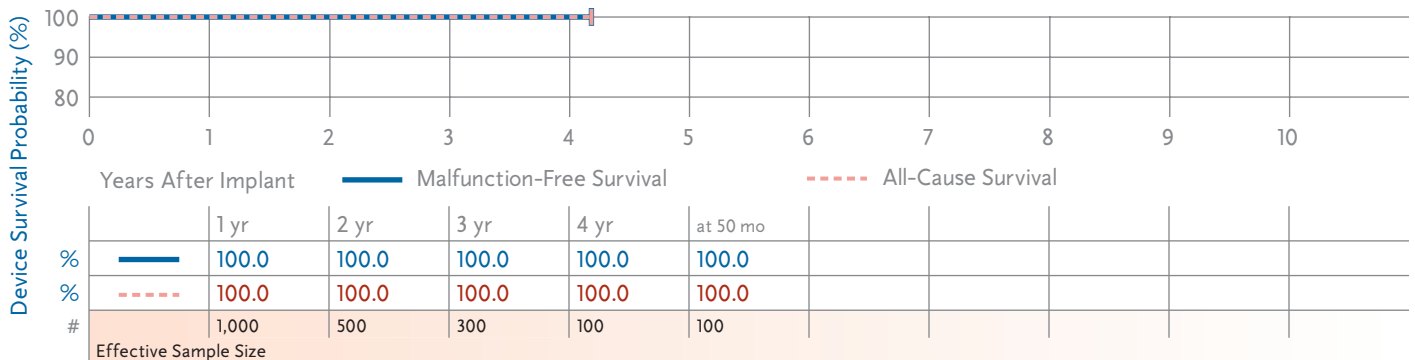 Device Survival Probability (%)
100
90
80
0 1 2 3 4 5 6 7 8 9 10
Years After Implant Malfunction-Free Survival All-Cause Survival
1 yr 2 yr 3 yr 4 yr at 50 mo
% 100.0 100.0 100.0 100.0 100.0
% 100.0 100.0 100.0 100.0 100.0
# 1,000 500 300 100 100
Effective Sample Size